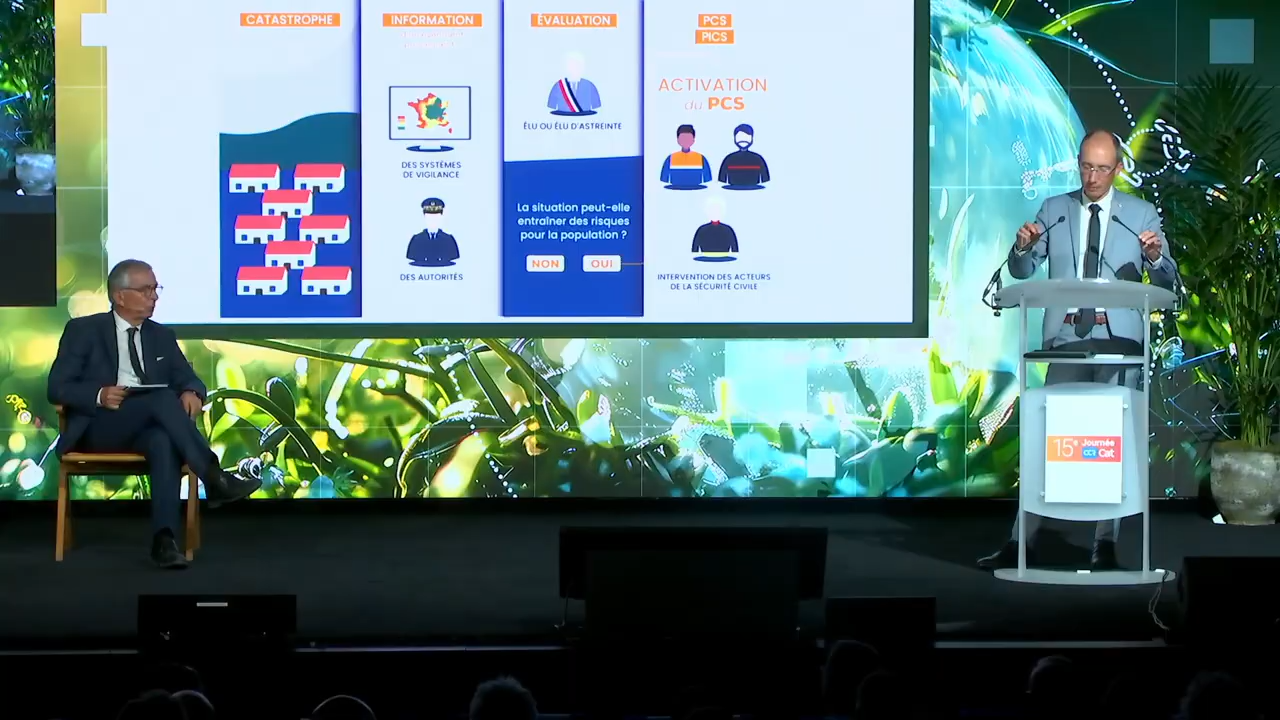 CATASTROPHE
INFORMATION
DES SYSTÈMES
DE VIGILANCE
DES AUTORITÉS
ÉVALUATION
ÉLU OU ÉLU D'ASTREINTE
La situation peut-elle
entraîner des risques
pour la population ?
NON OUI
PCS
PICS
ACTIVATION
du PCS
INTERVENTION DES ACTEURS
DE LA SÉCURITÉ CIVILE
15e Journée
CCR Cat